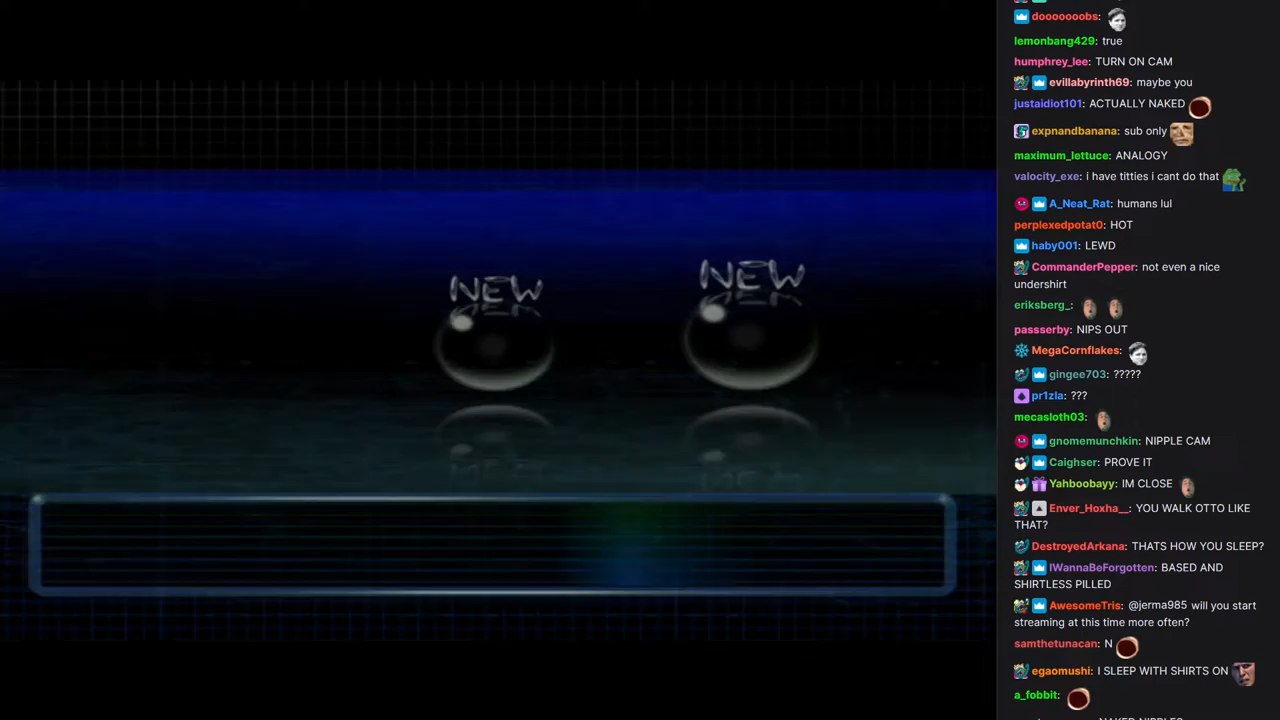 NEW NEW
dooooooobs:
lemonbang429: true
humphrey_lee: TURN ON CAM
evillabyrinth69: maybe you
justaidiot101: ACTUALLY NAKED
expnandbanana: sub only
maximum_lettuce: ANALOGY
valocity_exe: i have titties i cant do that
A_Neat_Rat: humans lul
perplexedpotat0: HOT
haby001: LEWD
CommanderPepper: not even a nice
undershirt
eriksberg_:
passserby: NIPS OUT
MegaCornflakes:
gingee703: ?????
pr1zla: ???
mecasloth03:
gnomemunchkin: NIPPLE CAM
Caighser: PROVE IT
Yahboobayy: IM CLOSE
Enver_Hoxha__: YOU WALK OTTO LIKE
THAT?
DestroyedArkana: THATS HOW YOU SLEEP?
IWannaBeForgotten: BASED AND
SHIRTLESS PILLED
AwesomeTris: @jerma985 will you start
streaming at this time more often?
samthetunacan: N
egaomushi: I SLEEP WITH SHIRTS ON
a_fobbit: